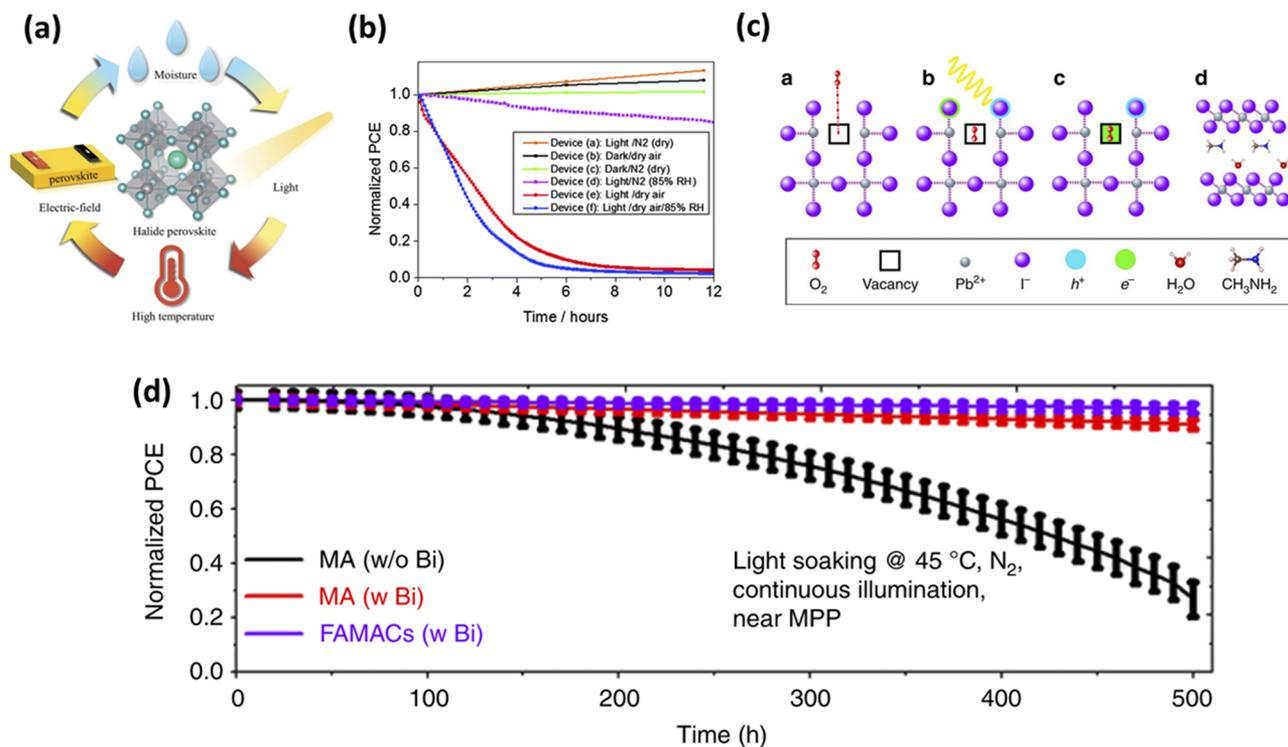 (a)
Moisture
perovskite
Electric-field
Light
Halide perovskite
High temperature
(b)
Normalized PCE
1.0
0.8
0.6
0.4
0.2
0.0
0 2 4 6 8 10 12
Time / hours
Device (a): Light /N2 (dry)
Device (b): Dark/dry air
Device (c): Dark/N2 (dry)
Device (d): Light/N2 (85% RH)
Device (e): Light /dry air
Device (f): Light /dry air/85% RH
(c)
a b c d
O₂ Vacancy Pb²⁺ I⁻ h⁺ e⁻ H₂O CH₃NH₂
(d)
Normalized PCE
1.0
0.8
0.6
0.4
0.2
0.0
MA (w/o Bi)
MA (w Bi)
FAMACs (w Bi)
Light soaking @ 45 °C, N₂,
continuous illumination,
near MPP
0 100 200 300 400 500
Time (h)